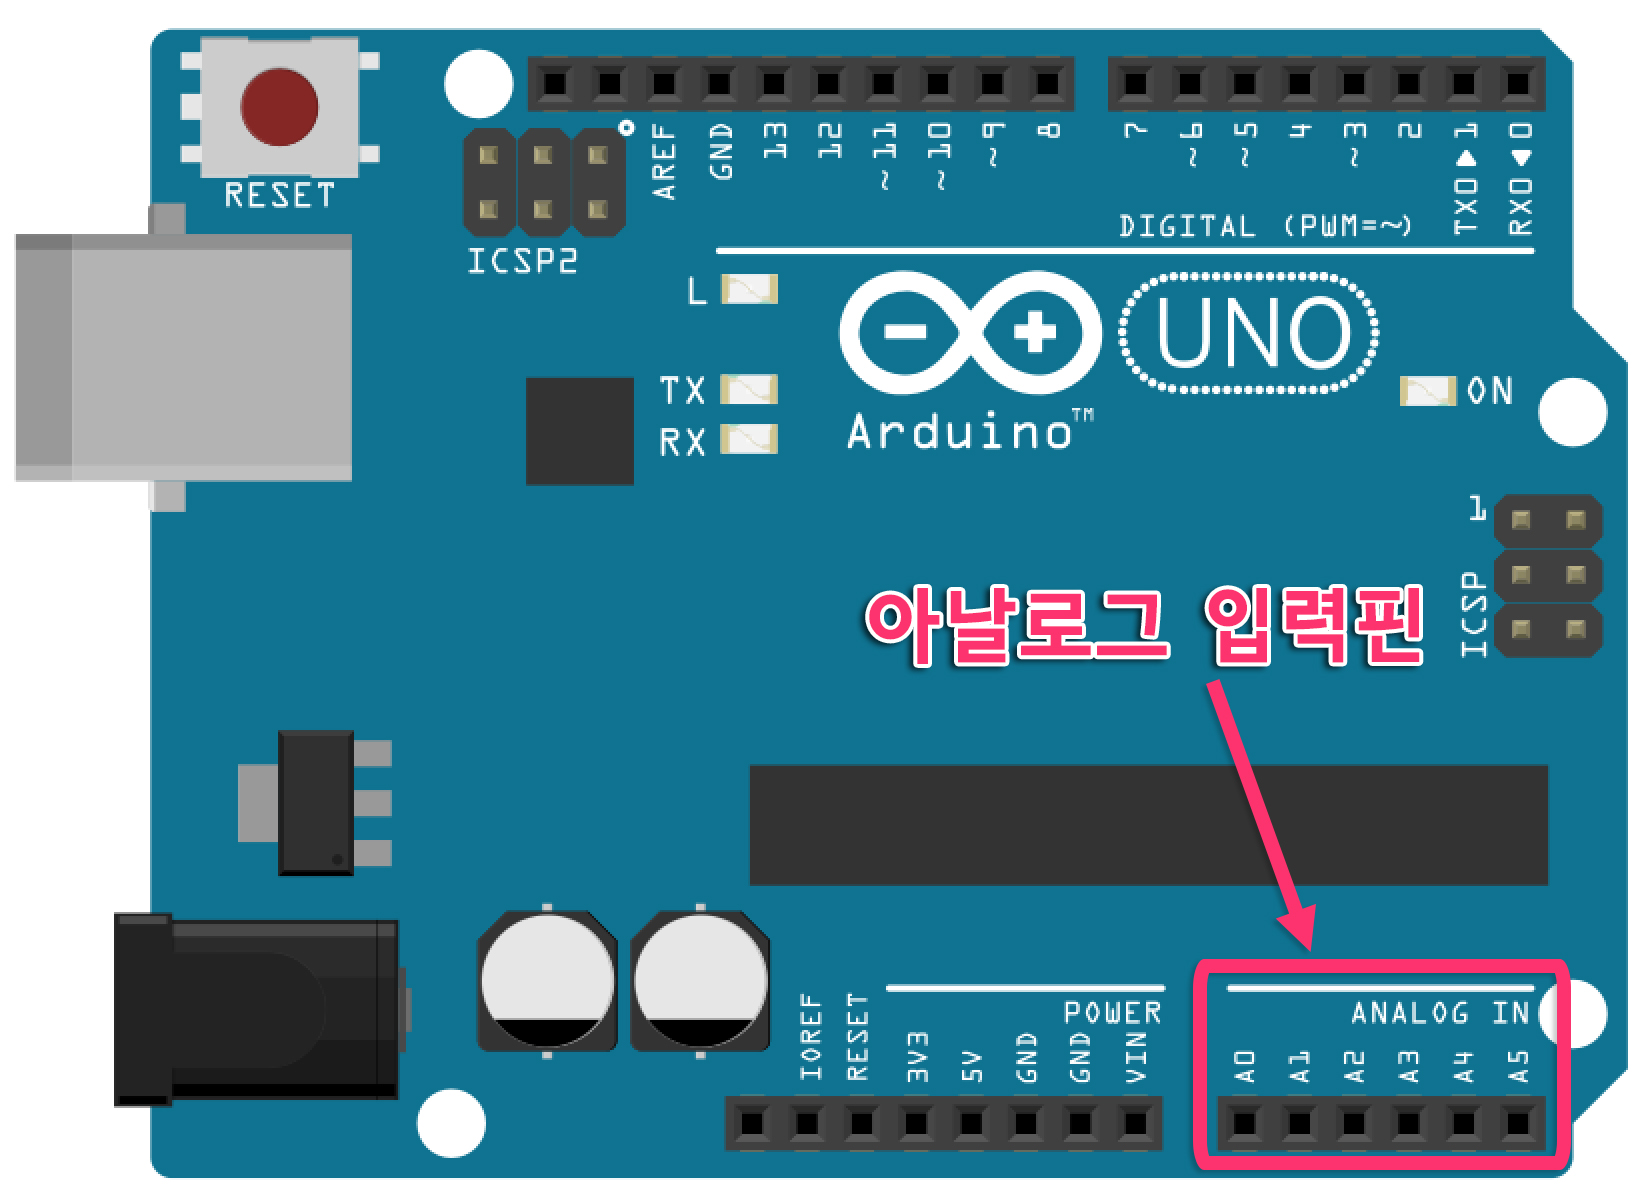 RESET
ICSP2
AREF
GND
13
12
~11
~10
~9
8
7
~6
~5
4
~3
2
TX0▶1
RX0◀0
DIGITAL (PWM=~)
L
TX
RX
UNO
Arduino™
ON
1
ICSP
아날로그 입력핀
POWER
ANALOG IN
IOREF
RESET
3V3
5V
GND
GND
VIN
A0
A1
A2
A3
A4
A5